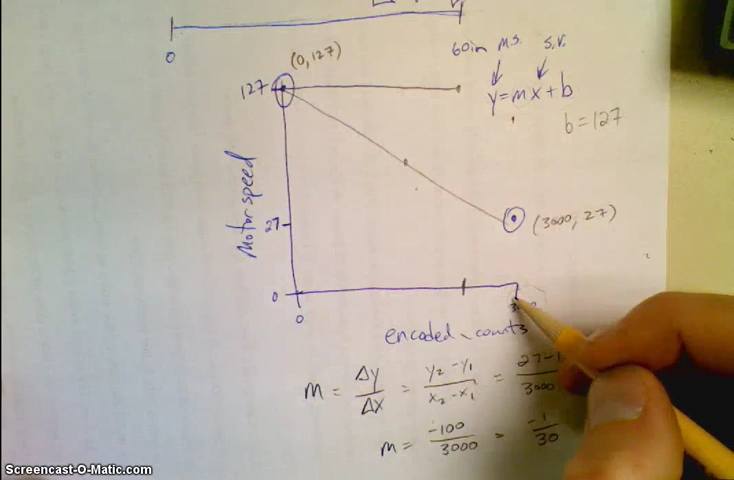 0
60in m.s. s.v.
(0,127)
127
y=mx+b
b=127
Motor speed
27
(3000, 27)
0
0
encoded counts
m = Δy/Δx = y₂-y₁/x₂-x₁ = 27-1/3000
m = -100/3000 = -1/30
Screencast-O-Matic.com